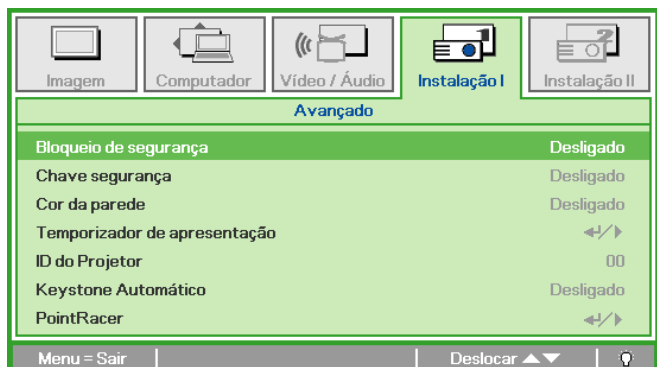 Imagem
Computador
Vídeo / Áudio
Instalação I
Instalação II
Avançado
Bloqueio de segurança Desligado
Chave segurança Desligado
Cor da parede Desligado
Temporizador de apresentação
ID do Projetor 00
Keystone Automático Desligado
PointRacer
Menu = Sair Deslocar ▲▼